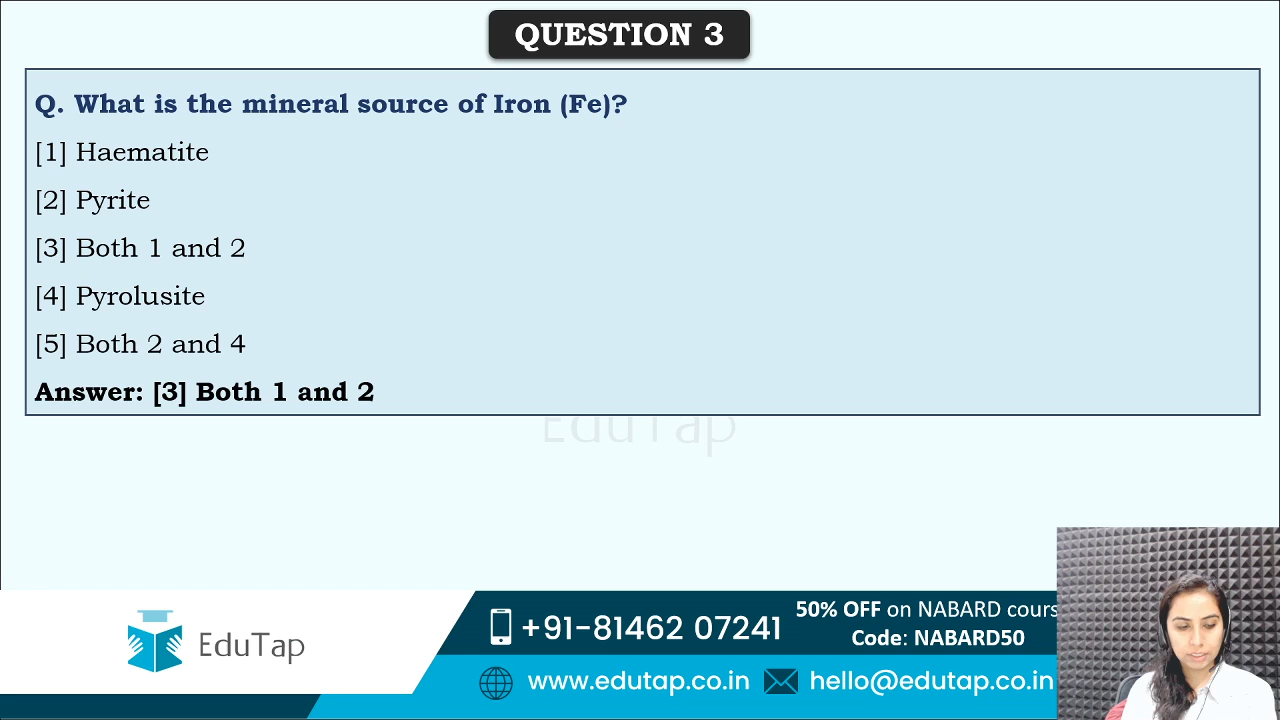 QUESTION 3
Q. What is the mineral source of Iron (Fe)?
[1] Haematite
[2] Pyrite
[3] Both 1 and 2
[4] Pyrolusite
[5] Both 2 and 4
Answer: [3] Both 1 and 2
EduTap
EduTap
+91-81462 07241
50% OFF on NABARD cours
Code: NABARD50
www.edutap.co.in
hello@edutap.co.in